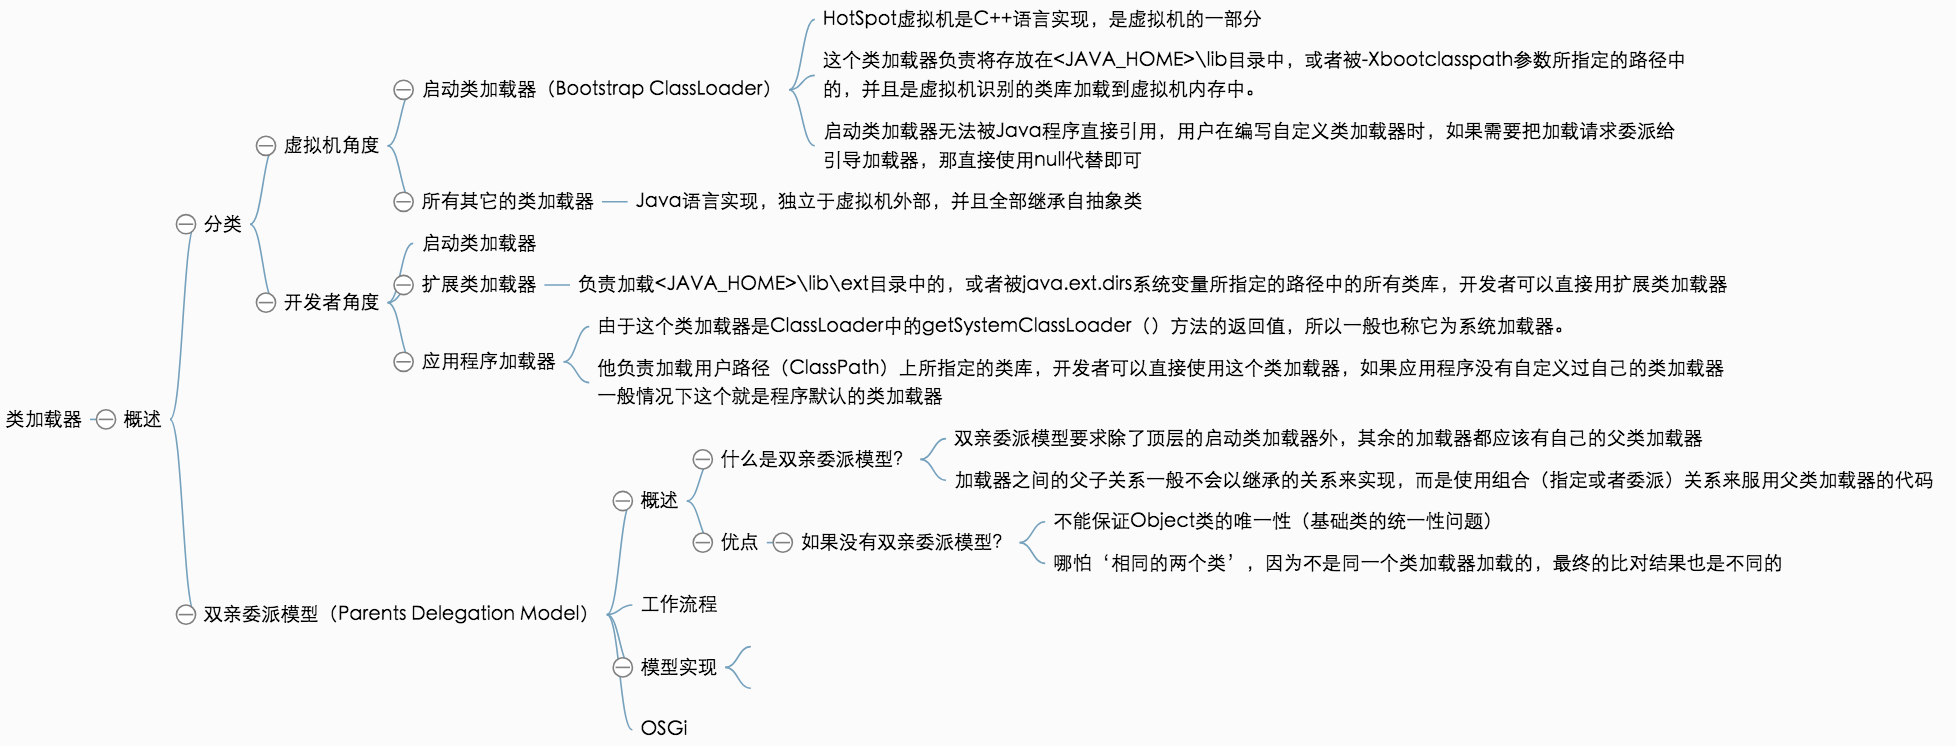 类加载器
概述
分类
虚拟机角度
启动类加载器（Bootstrap ClassLoader）
HotSpot虚拟机是C++语言实现，是虚拟机的一部分
这个类加载器负责将存放在<JAVA_HOME>\lib目录中，或者被-Xbootclasspath参数所指定的路径中
的，并且是虚拟机识别的类库加载到虚拟机内存中。
启动类加载器无法被Java程序直接引用，用户在编写自定义类加载器时，如果需要把加载请求委派给
引导加载器，那直接使用null代替即可
所有其它的类加载器
Java语言实现，独立于虚拟机外部，并且全部继承自抽象类
开发者角度
启动类加载器
扩展类加载器
负责加载<JAVA_HOME>\lib\ext目录中的，或者被java.ext.dirs系统变量所指定的路径中的所有类库，开发者可以直接用扩展类加载器
应用程序加载器
由于这个类加载器是ClassLoader中的getSystemClassLoader（）方法的返回值，所以一般也称它为系统加载器。
他负责加载用户路径（ClassPath）上所指定的类库，开发者可以直接使用这个类加载器，如果应用程序没有自定义过自己的类加载器
一般情况下这个就是程序默认的类加载器
双亲委派模型（Parents Delegation Model）
概述
什么是双亲委派模型？
双亲委派模型要求除了顶层的启动类加载器外，其余的加载器都应该有自己的父类加载器
加载器之间的父子关系一般不会以继承的关系来实现，而是使用组合（指定或者委派）关系来服用父类加载器的代码
优点
如果没有双亲委派模型？
不能保证Object类的唯一性（基础类的统一性问题）
哪怕‘相同的两个类’，因为不是同一个类加载器加载的，最终的比对结果也是不同的
工作流程
模型实现
OSGi